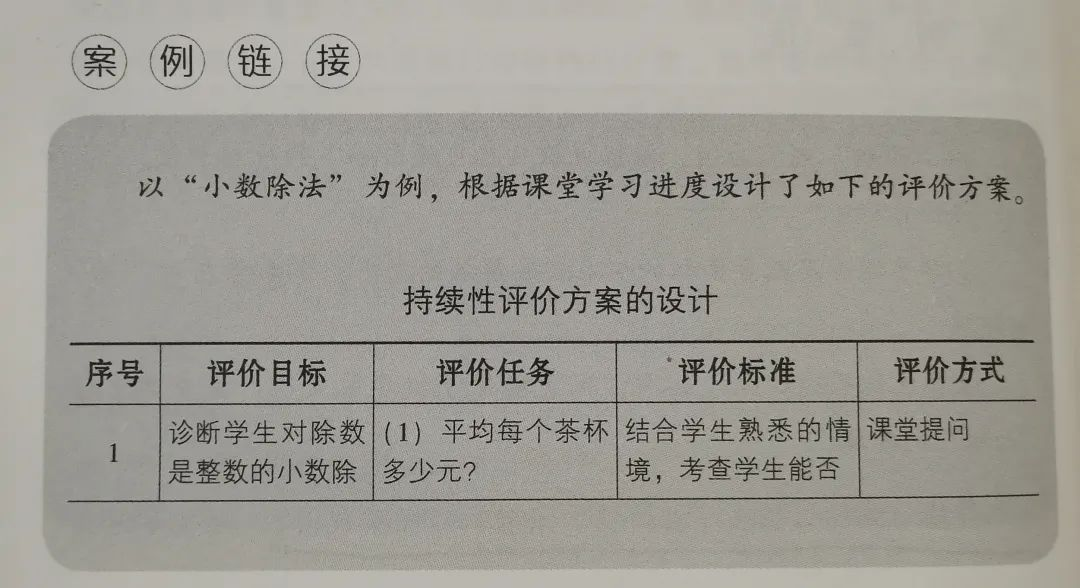 案例链接
以“小数除法”为例，根据课堂学习进度设计了如下的评价方案。
持续性评价方案的设计
序号 评价目标 评价任务 评价标准 评价方式
1 诊断学生对除数 (1) 平均每个茶杯 结合学生熟悉的情 课堂提问
是整数的小数除 多少元？ 境，考查学生能否